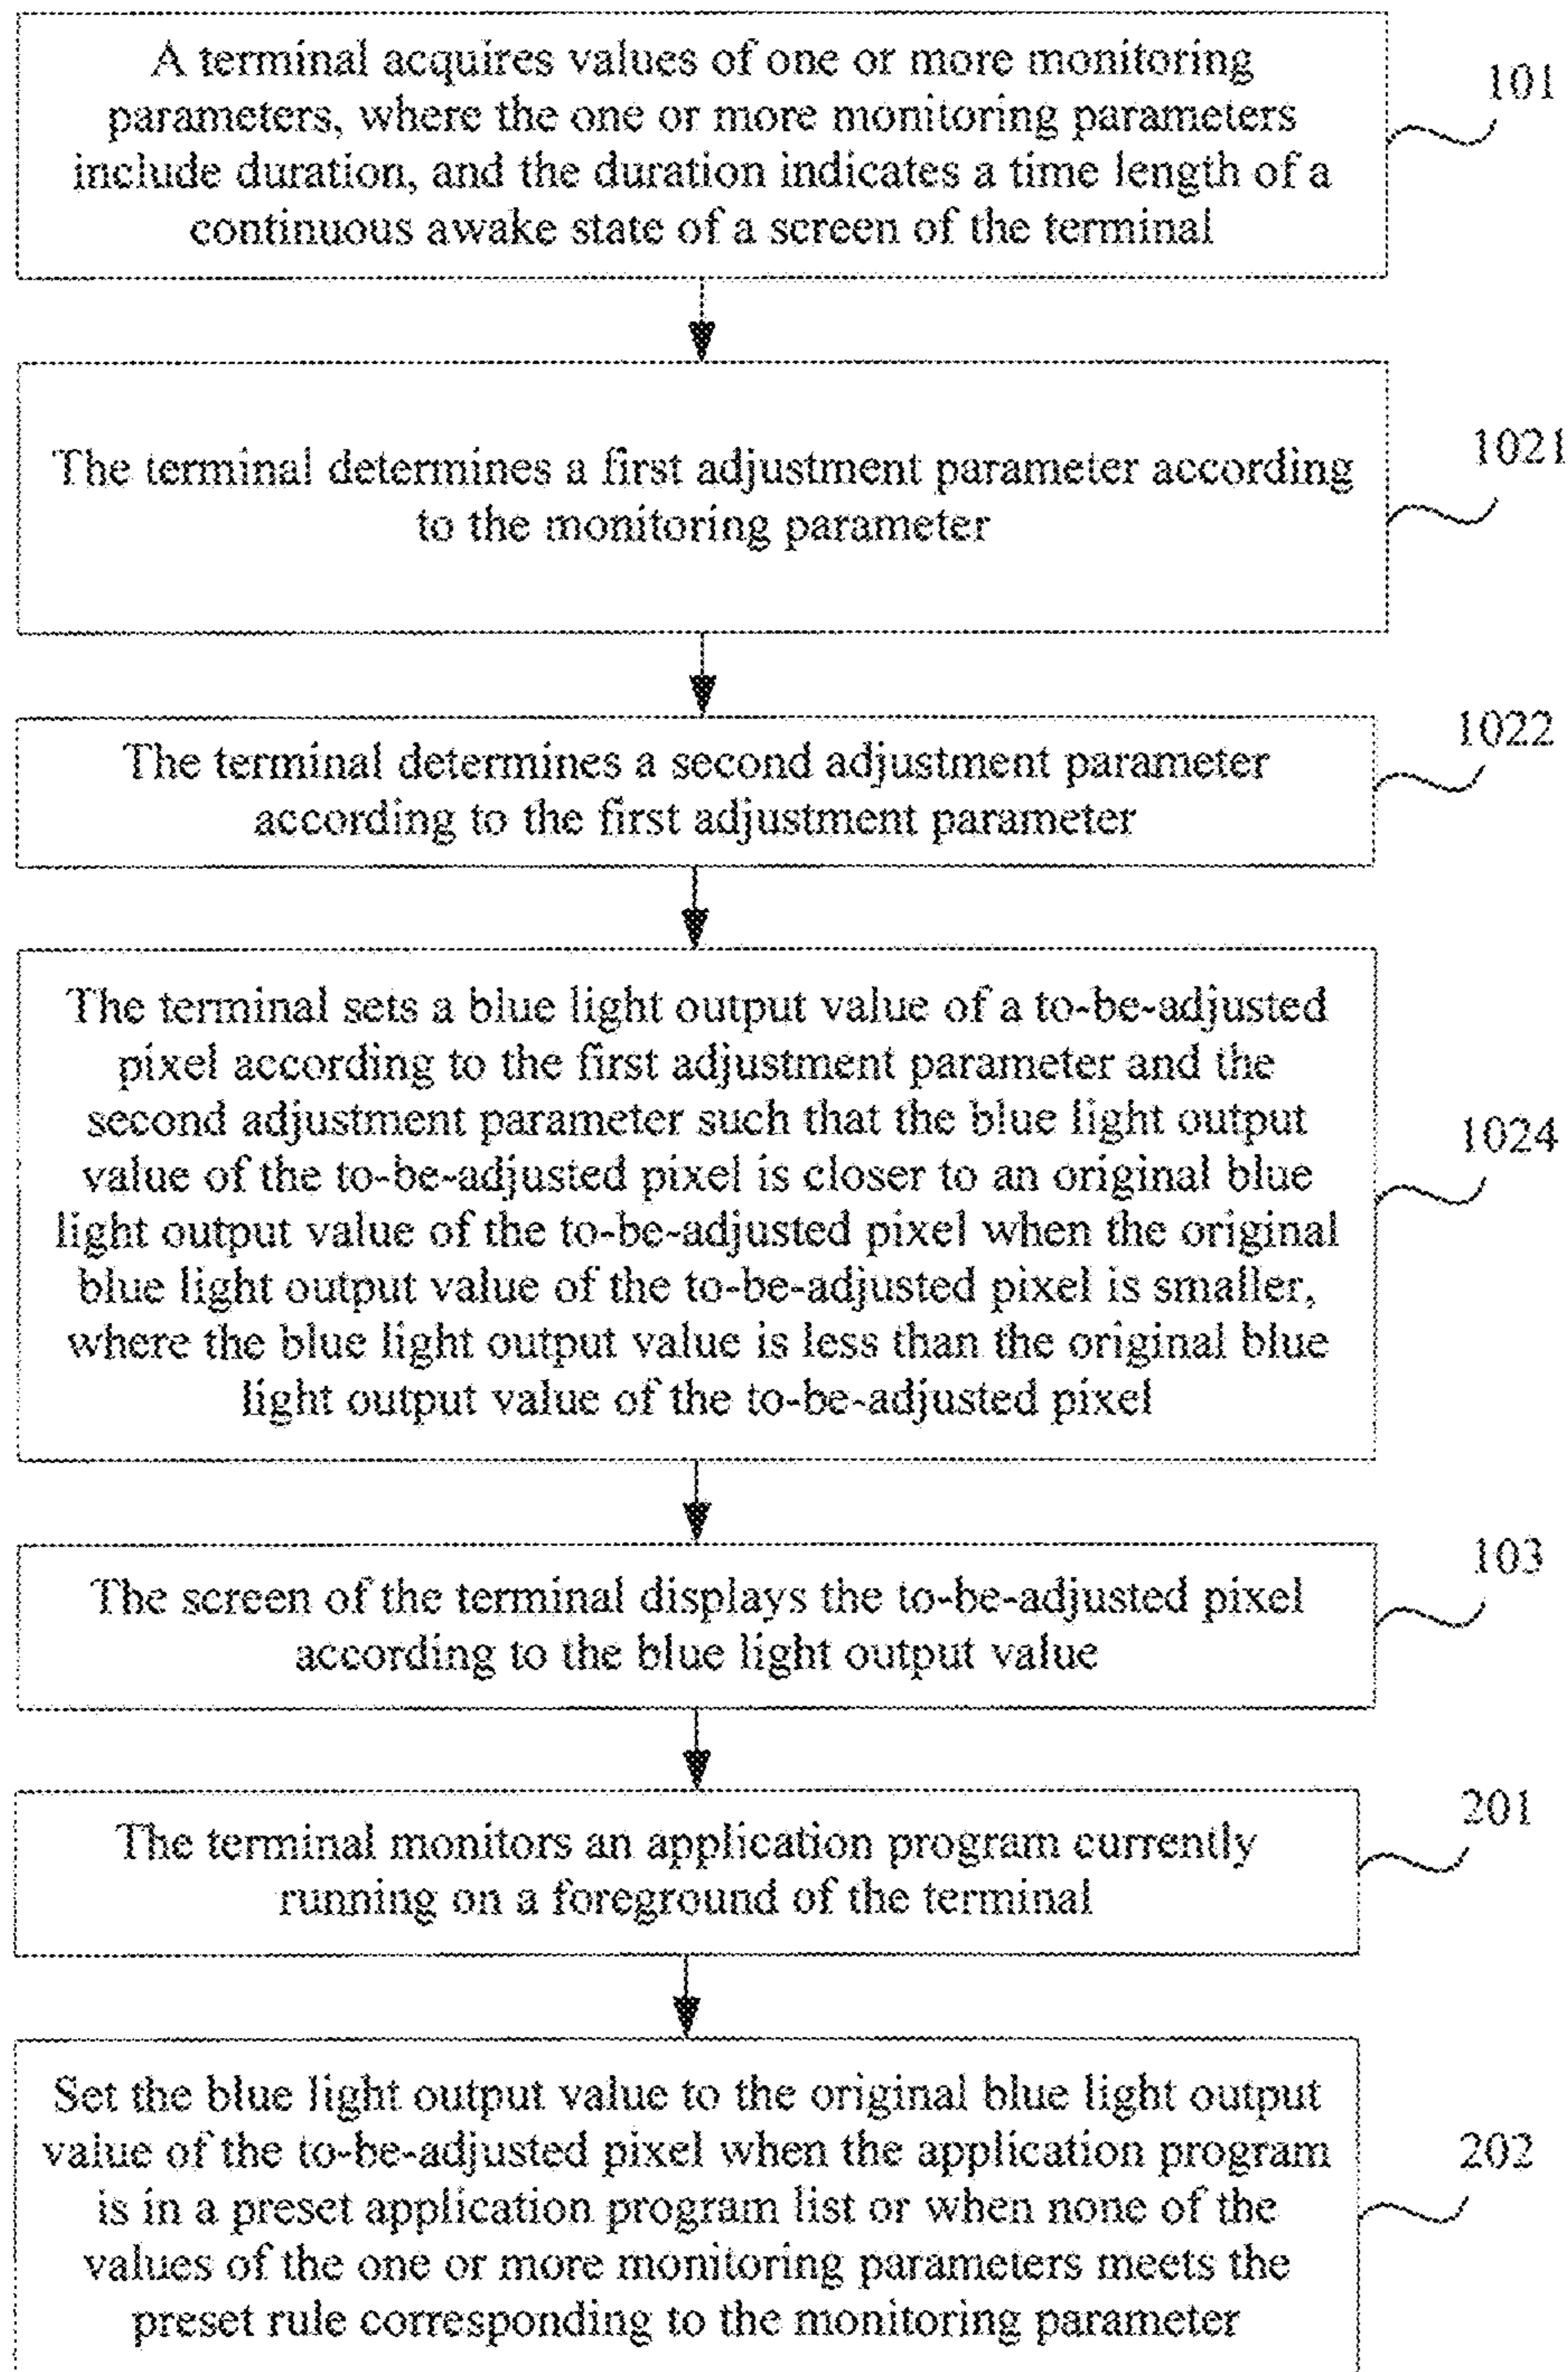 A terminal acquires values of one or more monitoring
parameters, where the one or more monitoring parameters
include duration, and the duration indicates a time length of a
continuous awake state of a screen of the terminal
101
The terminal determines a first adjustment parameter according
to the monitoring parameter
1021
The terminal determines a second adjustment parameter
according to the first adjustment parameter
1022
The terminal sets a blue light output value of a to-be-adjusted
pixel according to the first adjustment parameter and the
second adjustment parameter such that the blue light output
value of the to-be-adjusted pixel is closer to an original blue
light output value of the to-be-adjusted pixel when the original
blue light output value of the to-be-adjusted pixel is smaller,
where the blue light output value is less than the original blue
light output value of the to-be-adjusted pixel
1024
The screen of the terminal displays the to-be-adjusted pixel
according to the blue light output value
103
The terminal monitors an application program currently
running on a foreground of the terminal
201
Set the blue light output value to the original blue light output
value of the to-be-adjusted pixel when the application program
is in a preset application program list or when none of the
values of the one or more monitoring parameters meets the
preset rule corresponding to the monitoring parameter
202